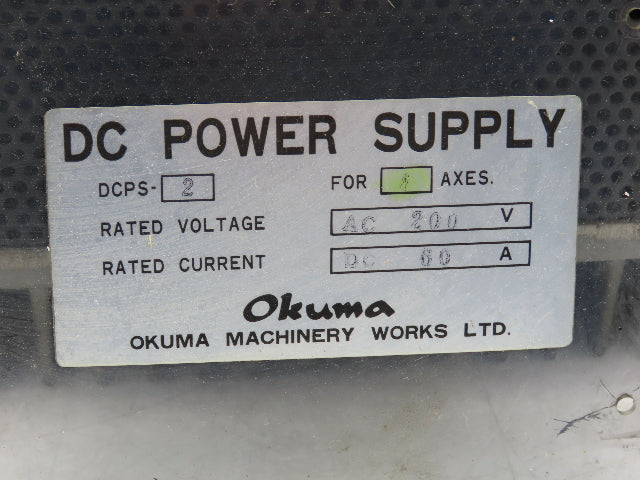 DC POWER SUPPLY
DCPS- 2 FOR AXES.
RATED VOLTAGE AC 200 V
RATED CURRENT DC 60 A
Okuma
OKUMA MACHINERY WORKS LTD.